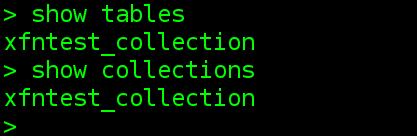 > show tables
xfntest_collection
> show collections
xfntest_collection
>